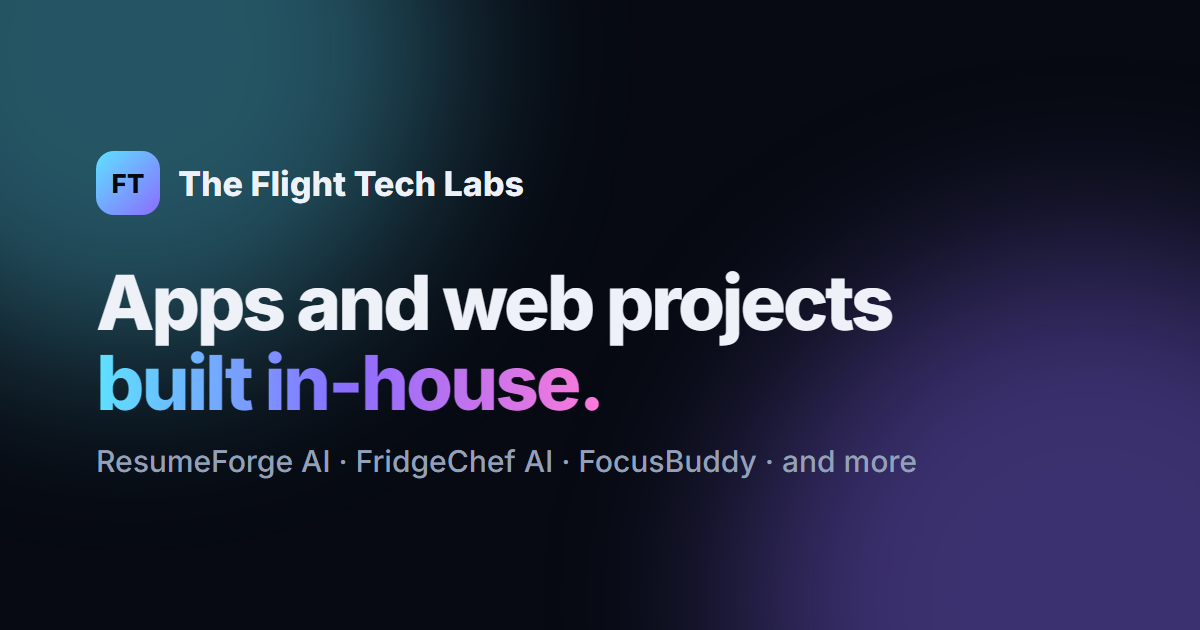 FT
The Flight Tech Labs
Apps and web projects
built in-house.
ResumeForge AI · FridgeChef AI · FocusBuddy · and more